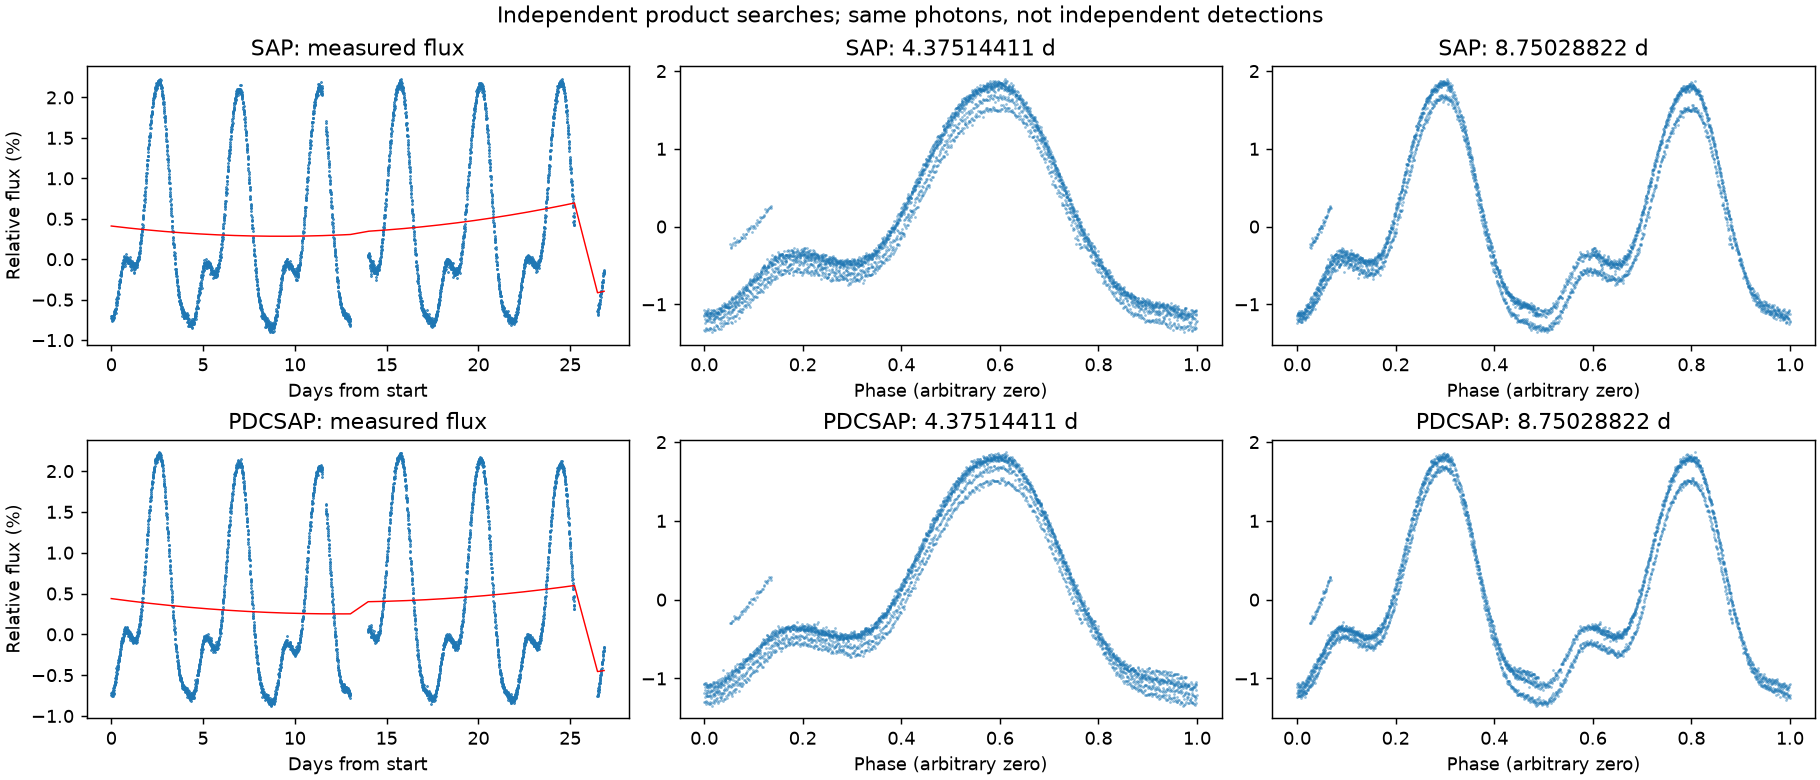 Independent product searches; same photons, not independent detections
SAP: measured flux
SAP: 4.37514411 d
SAP: 8.75028822 d
Relative flux (%)
2.0
1.5
1.0
0.5
0.0
−0.5
−1.0
0 5 10 15 20 25
Days from start
2
1
0
−1
0.0 0.2 0.4 0.6 0.8 1.0
Phase (arbitrary zero)
2
1
0
−1
0.0 0.2 0.4 0.6 0.8 1.0
Phase (arbitrary zero)
PDCSAP: measured flux
PDCSAP: 4.37514411 d
PDCSAP: 8.75028822 d
Relative flux (%)
2.0
1.5
1.0
0.5
0.0
−0.5
−1.0
0 5 10 15 20 25
Days from start
2
1
0
−1
0.0 0.2 0.4 0.6 0.8 1.0
Phase (arbitrary zero)
2
1
0
−1
0.0 0.2 0.4 0.6 0.8 1.0
Phase (arbitrary zero)